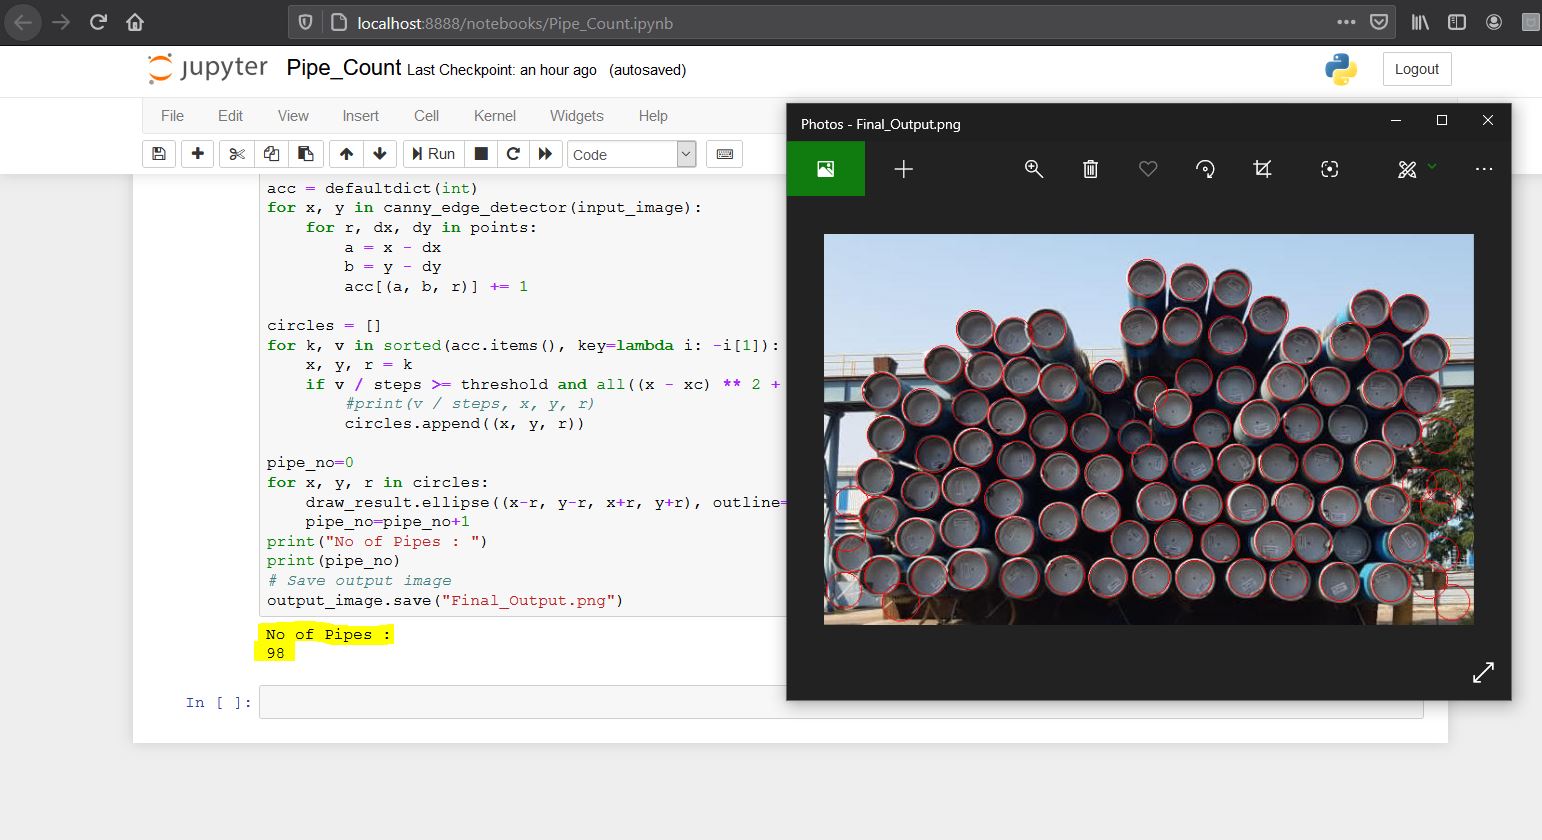 localhost:8888/notebooks/Pipe_Count.ipynb
jupyter Pipe_Count Last Checkpoint: an hour ago (autosaved)
Logout
File Edit View Insert Cell Kernel Widgets Help
Run Code
acc = defaultdict(int)
for x, y in canny_edge_detector(input_image):
    for r, dx, dy in points:
        a = x - dx
        b = y - dy
        acc[(a, b, r)] += 1
circles = []
for k, v in sorted(acc.items(), key=lambda i: -i[1]):
    x, y, r = k
    if v / steps >= threshold and all((x - xc) ** 2 +
        #print(v / steps, x, y, r)
        circles.append((x, y, r))
pipe_no=0
for x, y, r in circles:
    draw_result.ellipse((x-r, y-r, x+r, y+r), outline=
    pipe_no=pipe_no+1
print("No of Pipes : ")
print(pipe_no)
# Save output image
output_image.save("Final_Output.png")
No of Pipes :
98
In [ ]:
Photos - Final_Output.png